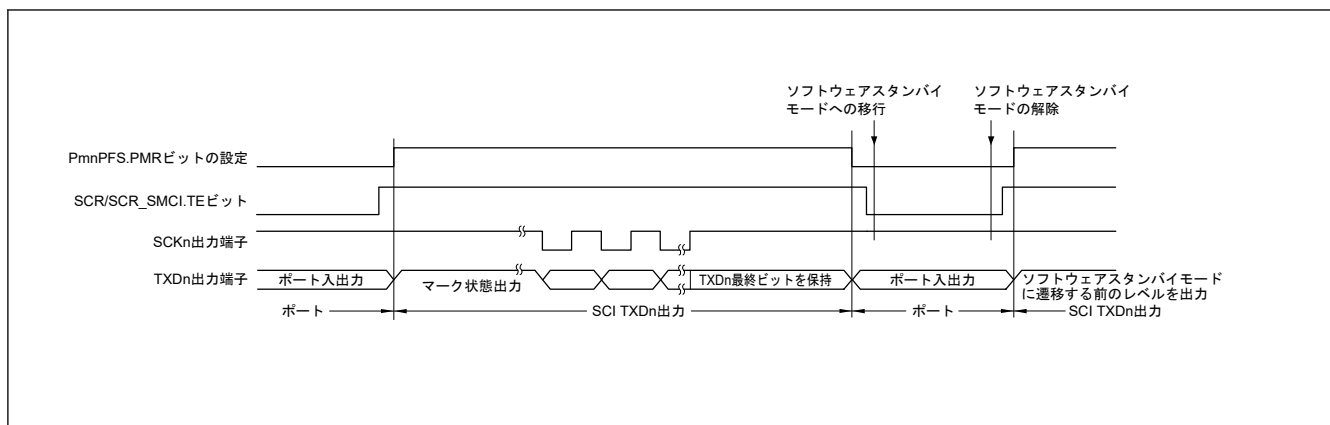 ソフトウェアスタンバイ
モードへの移行
ソフトウェアスタンバイ
モードの解除
PmnPFS.PMRビットの設定
SCR/SCR_SMCI.TEビット
SCKn出力端子
TXDn出力端子
ポート入出力
マーク状態出力
TXDn最終ビットを保持
ポート入出力
ソフトウェアスタンバイモード
に遷移する前のレベルを出力
ポート
SCI TXDn出力
ポート
SCI TXDn出力